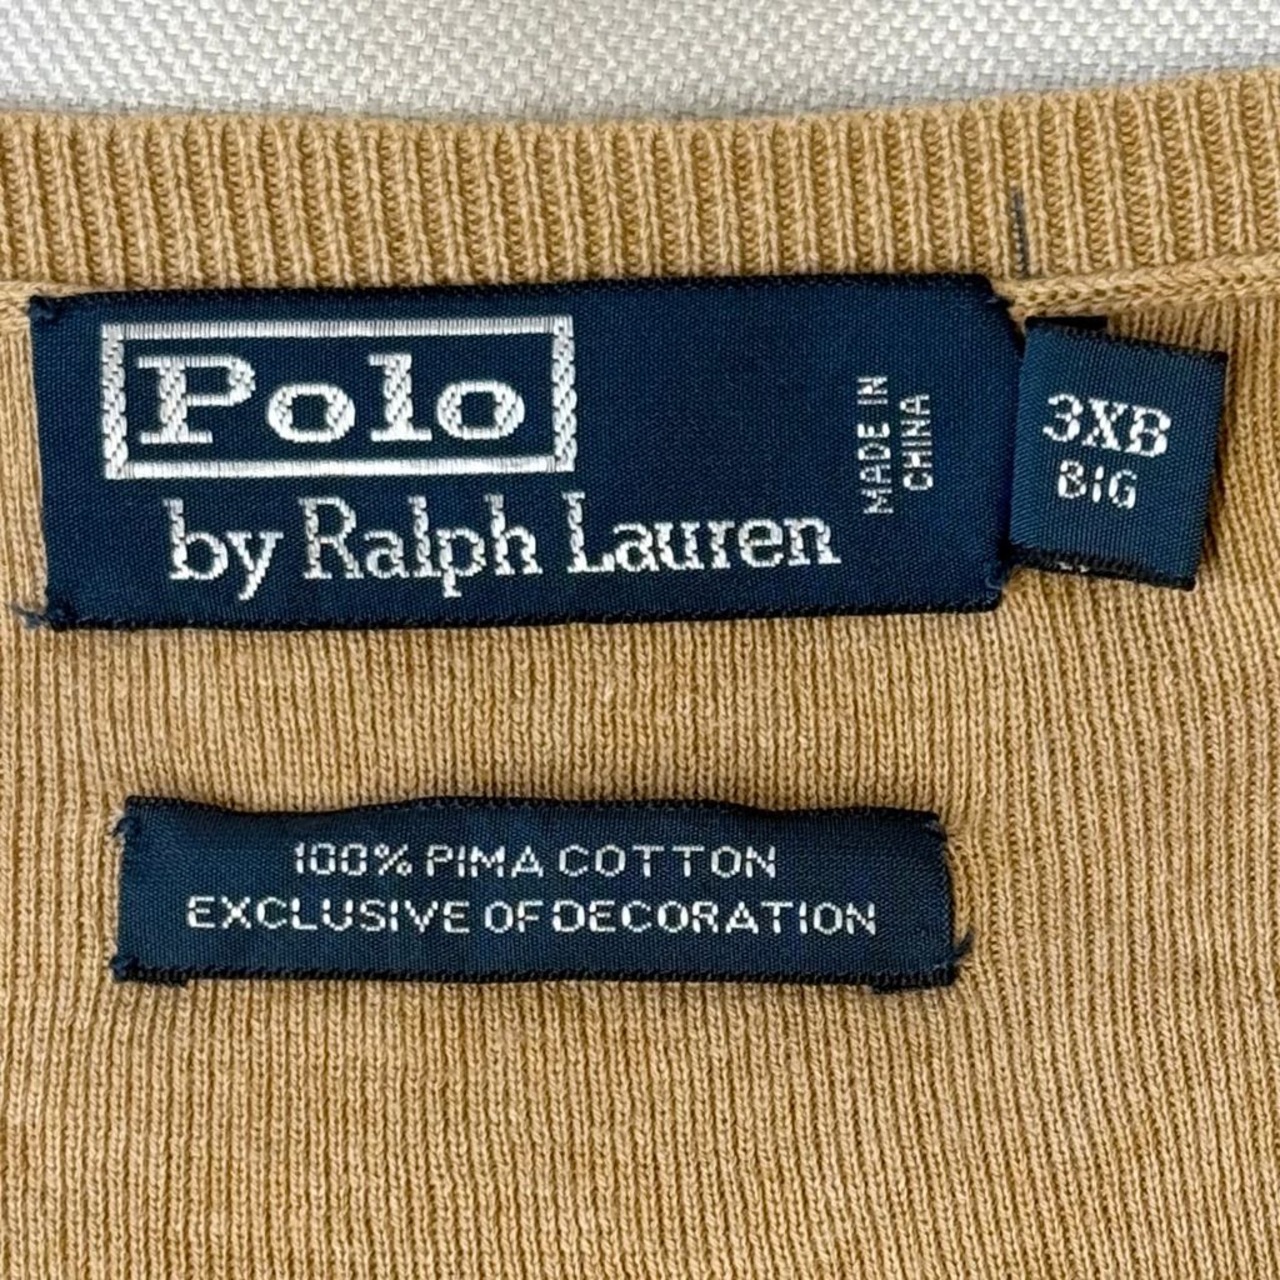 Polo
by Ralph Lauren
MADE IN
CHINA
3XB
BIG
100% PIMA COTTON
EXCLUSIVE OF DECORATION